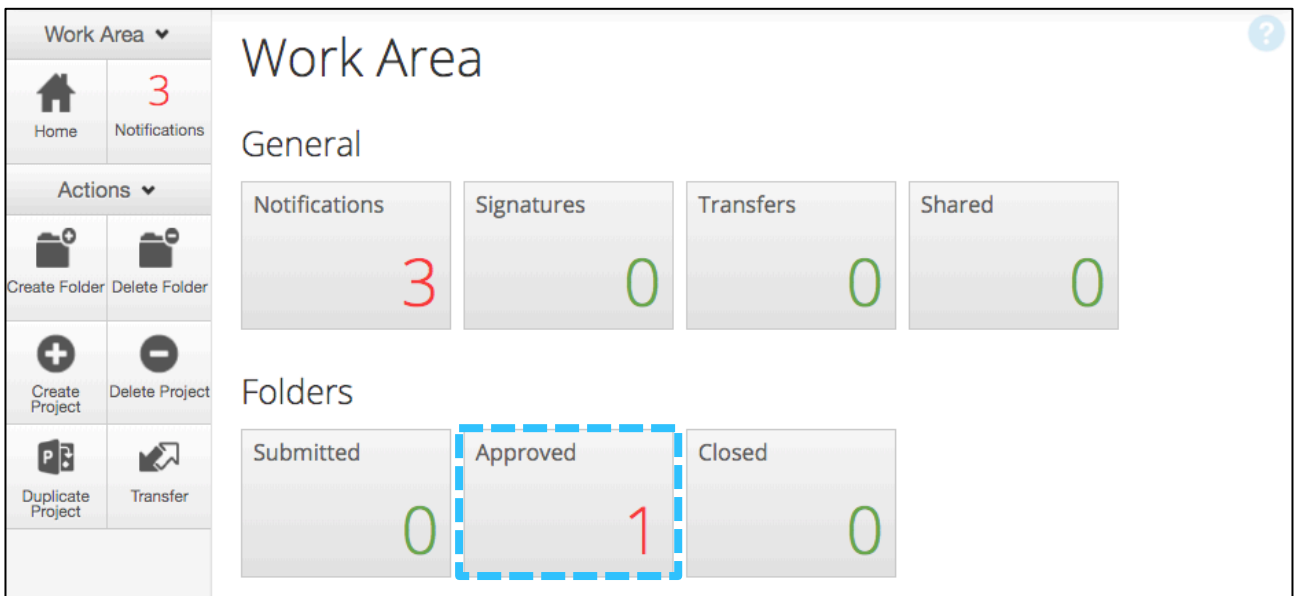 Work Area
3
Home
Notifications
Actions
Create Folder
Delete Folder
Create
Project
Delete Project
Duplicate
Project
Transfer
?
Work Area
General
Notifications
3
Signatures
0
Transfers
0
Shared
0
Folders
Submitted
0
Approved
1
Closed
0